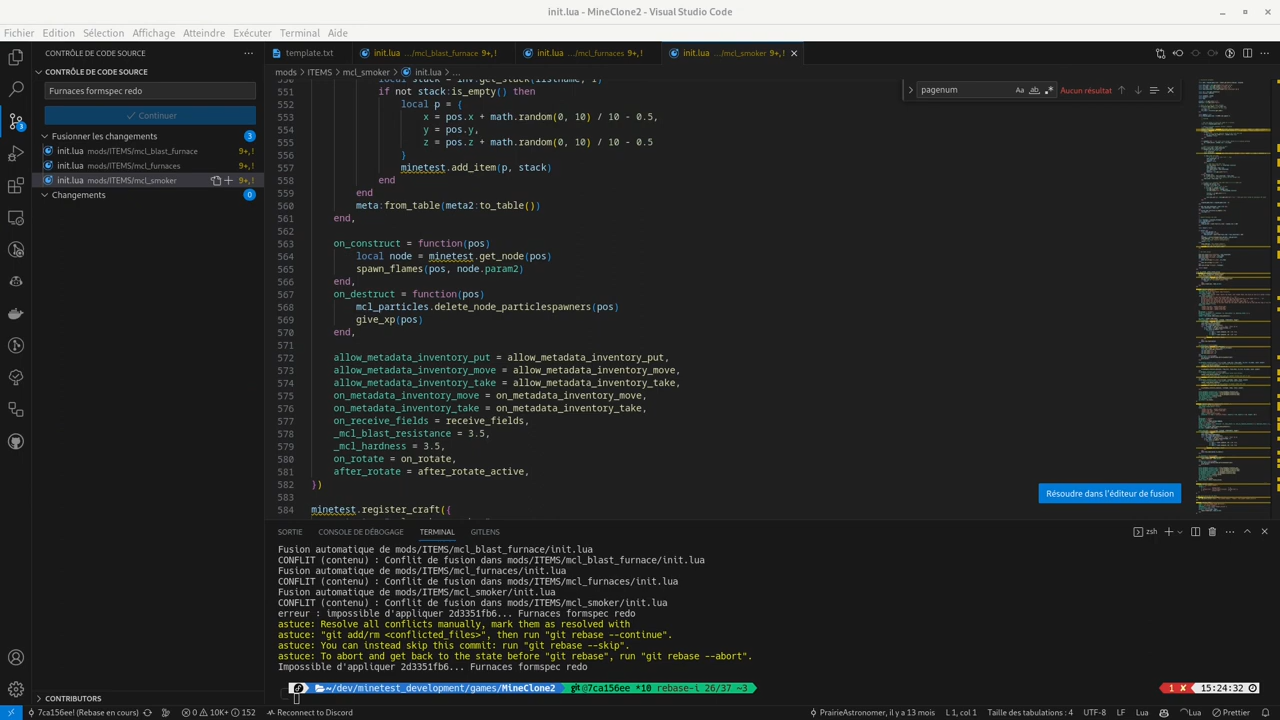 init.lua - MineClone2 - Visual Studio Code
Fichier Édition Sélection Affichage Atteindre Exécuter Terminal Aide
CONTRÔLE DE CODE SOURCE
CONTRÔLE DE CODE SOURCE
Furnaces formspec redo
Continuer
Fusionner les changements 3
init.lua mods/ITEMS/mcl_blast_furnace 9+, !
init.lua mods/ITEMS/mcl_furnaces 9+, !
init.lua mods/ITEMS/mcl_smoker 9+, !
Changements 0
CONTRIBUTORS
template.txt init.lua .../mcl_blast_furnace 9+, ! init.lua .../mcl_furnaces 9+, ! init.lua .../mcl_smoker 9+, !
mods > ITEMS > mcl_smoker > init.lua > ...
pagenum Aa ab Aucun résultat
551 if not stack:is_empty() then
552 local p = {
553 x = pos.x + math.random(0, 10) / 10 - 0.5,
554 y = pos.y,
555 z = pos.z + math.random(0, 10) / 10 - 0.5
556 }
557 minetest.add_item(p, stack)
558 end
559 end
560 meta:from_table(meta2:to_table())
561 end,
562
563 on_construct = function(pos)
564 local node = minetest.get_node(pos)
565 spawn_flames(pos, node.param2)
566 end,
567 on_destruct = function(pos)
568 mcl_particles.delete_node_particlespawners(pos)
569 give_xp(pos)
570 end,
571
572 allow_metadata_inventory_put = allow_metadata_inventory_put,
573 allow_metadata_inventory_move = allow_metadata_inventory_move,
574 allow_metadata_inventory_take = allow_metadata_inventory_take,
575 on_metadata_inventory_move = on_metadata_inventory_move,
576 on_metadata_inventory_take = on_metadata_inventory_take,
577 on_receive_fields = receive_fields,
578 _mcl_blast_resistance = 3.5,
579 _mcl_hardness = 3.5,
580 on_rotate = on_rotate,
581 after_rotate = after_rotate_active,
582 })
583
584 minetest.register_craft({
Résoudre dans l'éditeur de fusion
SORTIE CONSOLE DE DÉBOGAGE TERMINAL GITLENS
zsh
Fusion automatique de mods/ITEMS/mcl_blast_furnace/init.lua
CONFLIT (contenu) : Conflit de fusion dans mods/ITEMS/mcl_blast_furnace/init.lua
Fusion automatique de mods/ITEMS/mcl_furnaces/init.lua
CONFLIT (contenu) : Conflit de fusion dans mods/ITEMS/mcl_furnaces/init.lua
Fusion automatique de mods/ITEMS/mcl_smoker/init.lua
CONFLIT (contenu) : Conflit de fusion dans mods/ITEMS/mcl_smoker/init.lua
erreur : impossible d'appliquer 2d3351fb6... Furnaces formspec redo
astuce: Resolve all conflicts manually, mark them as resolved with
astuce: "git add/rm <conflicted_files>", then run "git rebase --continue".
astuce: You can instead skip this commit: run "git rebase --skip".
astuce: To abort and get back to the state before "git rebase", run "git rebase --abort".
Impossible d'appliquer 2d3351fb6... Furnaces formspec redo
~/dev/minetest_development/games/MineClone2 git @7ca156ee *10 rebase-i 26/37 ~3 1 ✘ 15:24:32
7ca156ee! (Rebase en cours) 0 10K+ 152 Reconnect to Discord PrairieAstronomer, il y a 13 mois L 1, col 1 Taille des tabulations : 4 UTF-8 LF Lua Lua Prettier